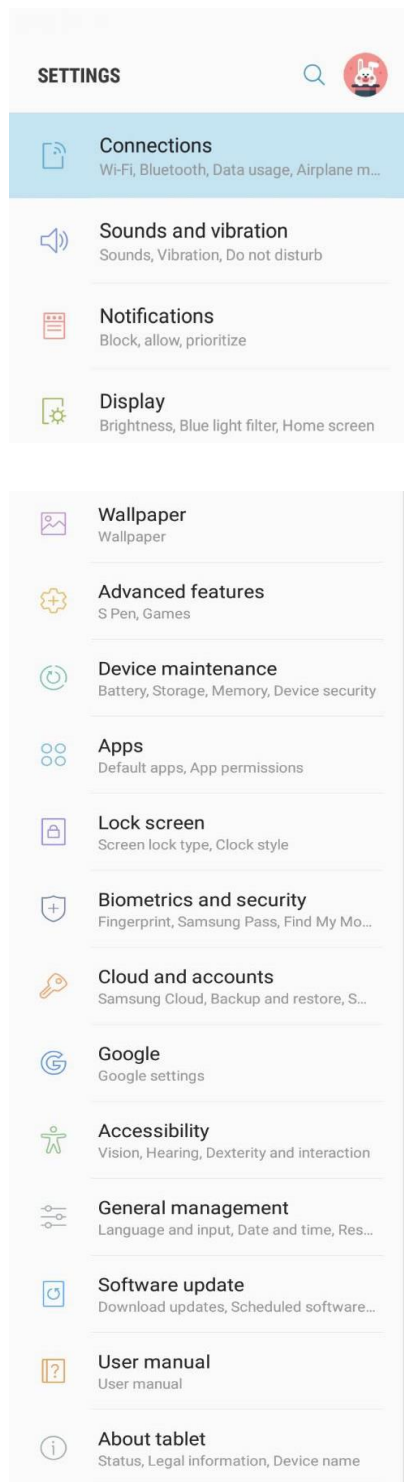 SETTINGS
Connections
Wi-Fi, Bluetooth, Data usage, Airplane m...
Sounds and vibration
Sounds, Vibration, Do not disturb
Notifications
Block, allow, prioritize
Display
Brightness, Blue light filter, Home screen
Wallpaper
Wallpaper
Advanced features
S Pen, Games
Device maintenance
Battery, Storage, Memory, Device security
Apps
Default apps, App permissions
Lock screen
Screen lock type, Clock style
Biometrics and security
Fingerprint, Samsung Pass, Find My Mo...
Cloud and accounts
Samsung Cloud, Backup and restore, S...
Google
Google settings
Accessibility
Vision, Hearing, Dexterity and interaction
General management
Language and input, Date and time, Res...
Software update
Download updates, Scheduled software...
User manual
User manual
About tablet
Status, Legal information, Device name